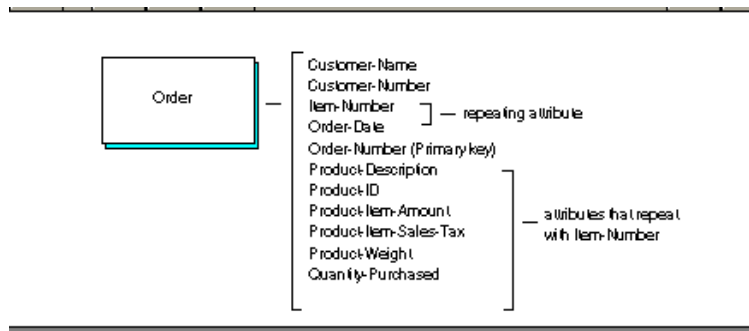 Order
Customer-Name
Customer-Number
Item-Number
Order-Date
repeating attribute
Order-Number (Primary key)
Product-Description
Product-ID
Product-Item-Amount
Product-Item-Sales-Tax
Product-Weight
Quantity-Purchased
attributes that repeat
with Item-Number